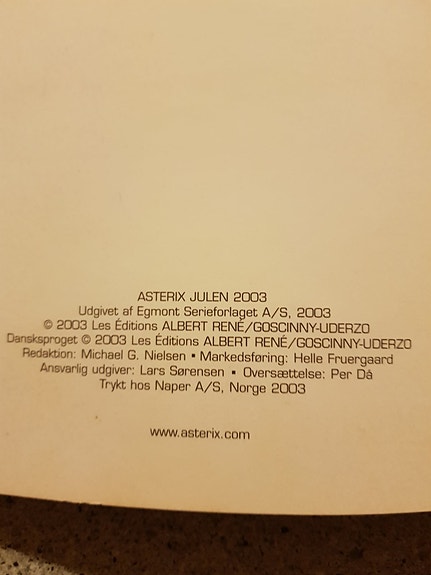 ASTERIX JULEN 2003
Udgivet af Egmont Serieforlaget A/S, 2003
© 2003 Les Éditions ALBERT RENÉ/GOSCINNY-UDERZO
Dansksproget © 2003 Les Éditions ALBERT RENÉ/GOSCINNY-UDERZO
Redaktion: Michael G. Nielsen ▪ Markedsføring: Helle Fruergaard
Ansvarlig udgiver: Lars Sørensen ▪ Oversættelse: Per Då
Trykt hos Naper A/S, Norge 2003
www.asterix.com